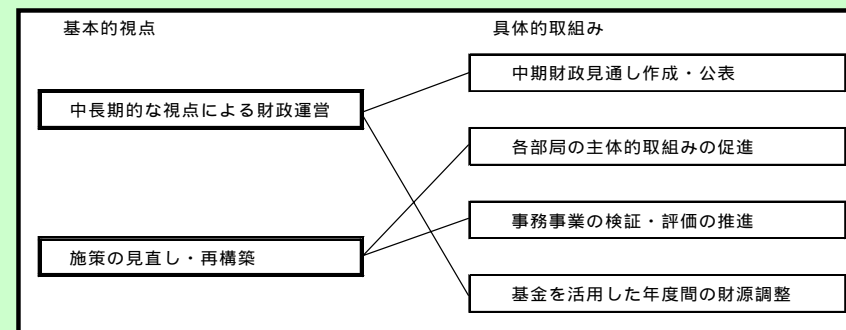 基本的視点
具体的取組み
中期財政見通し作成・公表
中長期的な視点による財政運営
各部局の主体的取組みの促進
事務事業の検証・評価の推進
施策の見直し・再構築
基金を活用した年度間の財源調整